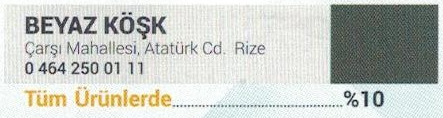 BEYAZ KÖŞK
Çarşı Mahallesi, Atatürk Cd. Rize
0 464 250 01 11
Tüm Ürünlerde........................................%10